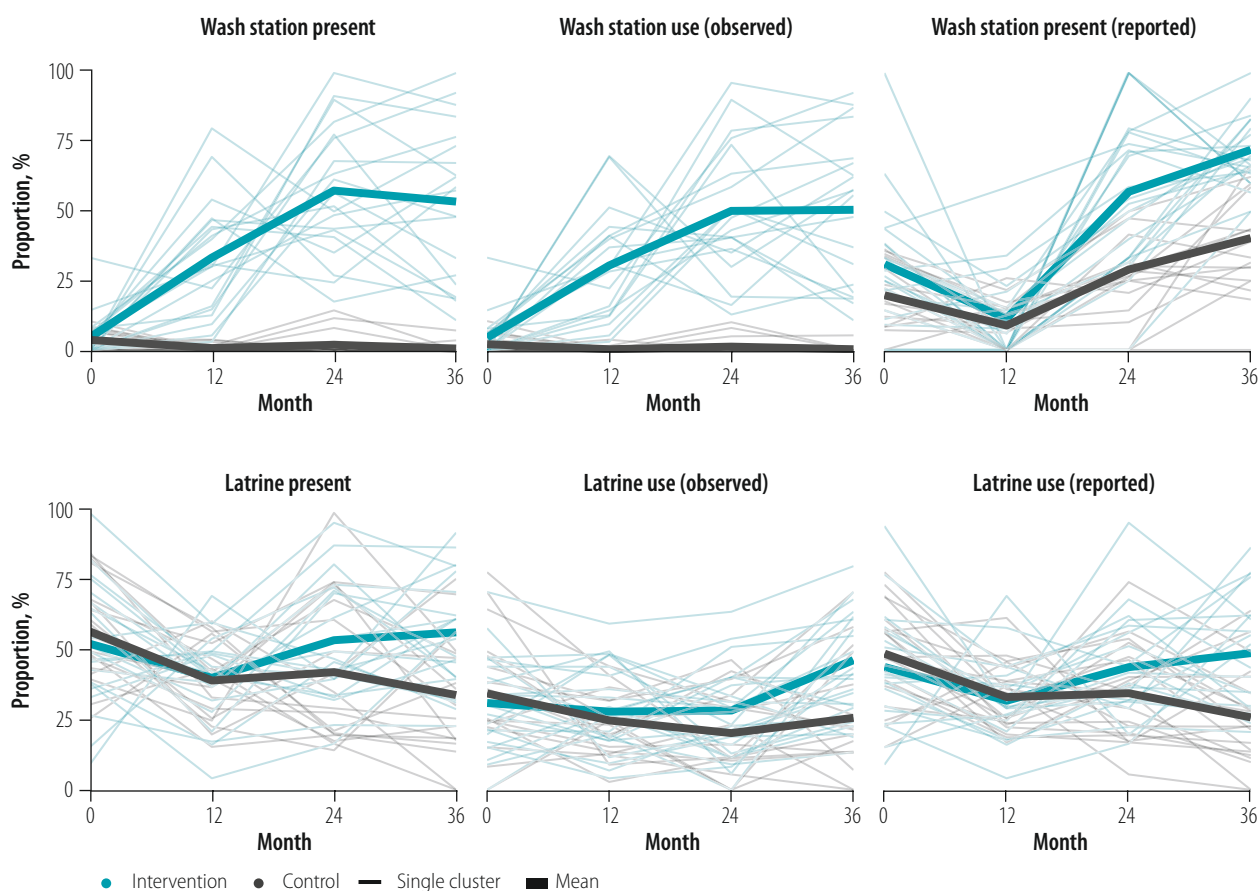 Wash station present
Wash station use (observed)
Wash station present (reported)
Proportion, %
100
75
50
25
0
0 12 24 36
0 12 24 36
0 12 24 36
Month
Month
Month
Latrine present
Latrine use (observed)
Latrine use (reported)
Proportion, %
100
75
50
25
0
0 12 24 36
0 12 24 36
0 12 24 36
Month
Month
Month
Intervention Control Single cluster Mean